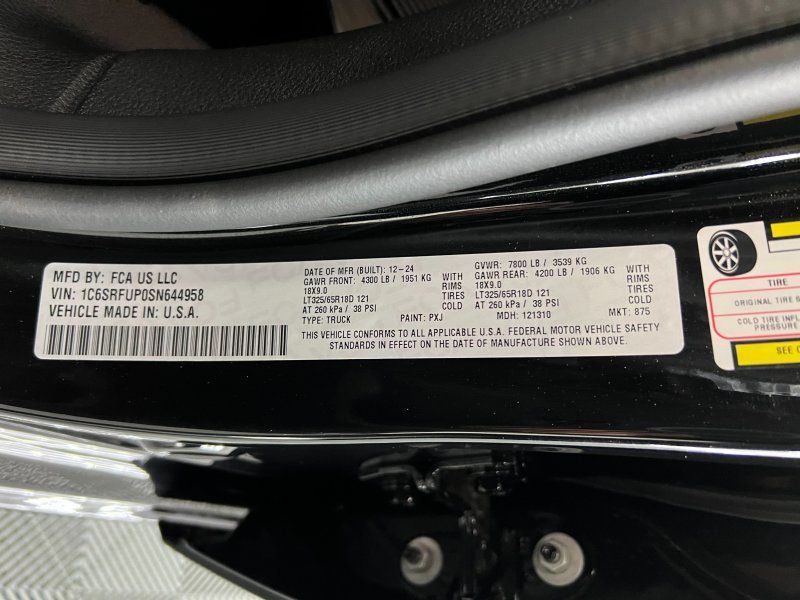 MFD BY: FCA US LLC
VIN: 1C6SRFUP0SN644958
VEHICLE MADE IN: U.S.A.
DATE OF MFR (BUILT): 12-24
GAWR FRONT: 4300 LB / 1951 KG WITH
18X9.0 RIMS
LT325/65R18D 121
AT 260 kPa / 38 PSI COLD
TYPE: TRUCK PAINT: PXJ
GVWR: 7800 LB / 3539 KG
GAWR REAR: 4200 LB / 1906 KG WITH
18X9.0 RIMS
LT325/65R18D 121
AT 260 kPa / 38 PSI COLD
MDH: 121310 MKT: 875
THIS VEHICLE CONFORMS TO ALL APPLICABLE U.S.A. FEDERAL MOTOR VEHICLE SAFETY
STANDARDS IN EFFECT ON THE DATE OF MANUFACTURE SHOWN ABOVE.
TIRE
ORIGINAL TIRE
COLD TIRE
PRESSURE
SEE